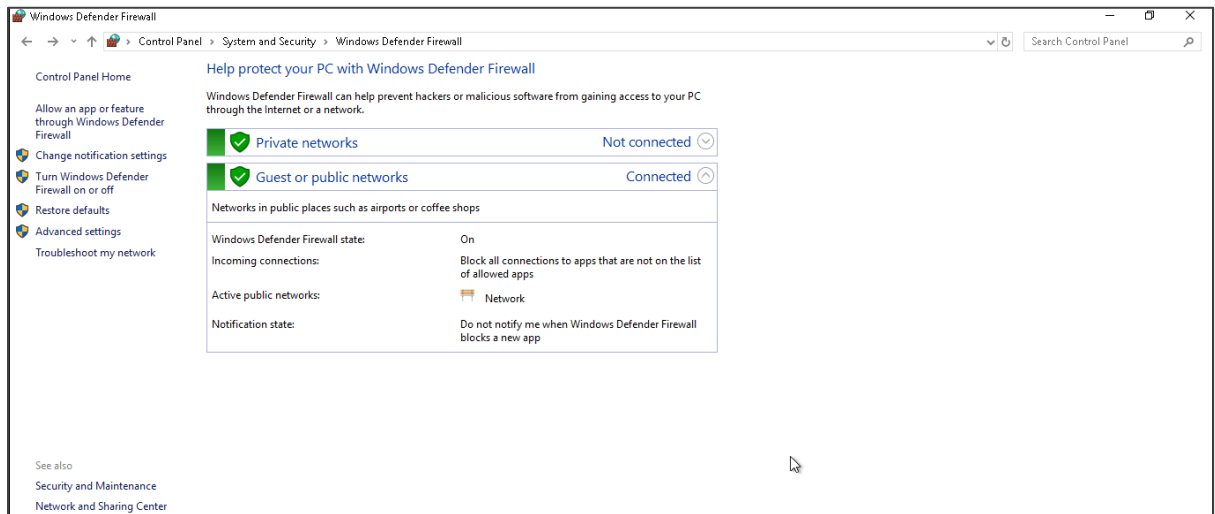 Windows Defender Firewall
Control Panel > System and Security > Windows Defender Firewall
Search Control Panel
Control Panel Home
Allow an app or feature
through Windows Defender
Firewall
Change notification settings
Turn Windows Defender
Firewall on or off
Restore defaults
Advanced settings
Troubleshoot my network
See also
Security and Maintenance
Network and Sharing Center
Help protect your PC with Windows Defender Firewall
Windows Defender Firewall can help prevent hackers or malicious software from gaining access to your PC
through the Internet or a network.
Private networks Not connected
Guest or public networks Connected
Networks in public places such as airports or coffee shops
Windows Defender Firewall state: On
Incoming connections: Block all connections to apps that are not on the list
of allowed apps
Active public networks: Network
Notification state: Do not notify me when Windows Defender Firewall
blocks a new app